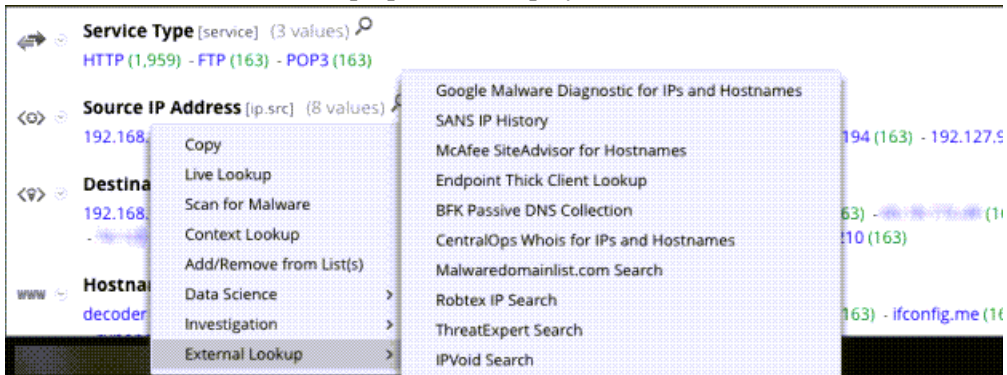 Service Type [service] (3 values)
HTTP (1,959) - FTP (163) - POP3 (163)
Source IP Address [ip.src] (8 values)
192.168.
194 (163) - 192.127.9
Destina
192.168.
63) -
(1
-
210 (163)
www
Hostna
decoder
163) - ifconfig.me (16
Copy
Live Lookup
Scan for Malware
Context Lookup
Add/Remove from List(s)
Data Science >
Investigation >
External Lookup >
Google Malware Diagnostic for IPs and Hostnames
SANS IP History
McAfee SiteAdvisor for Hostnames
Endpoint Thick Client Lookup
BFK Passive DNS Collection
CentralOps Whois for IPs and Hostnames
Malwaredomainlist.com Search
Robtex IP Search
ThreatExpert Search
IPVoid Search